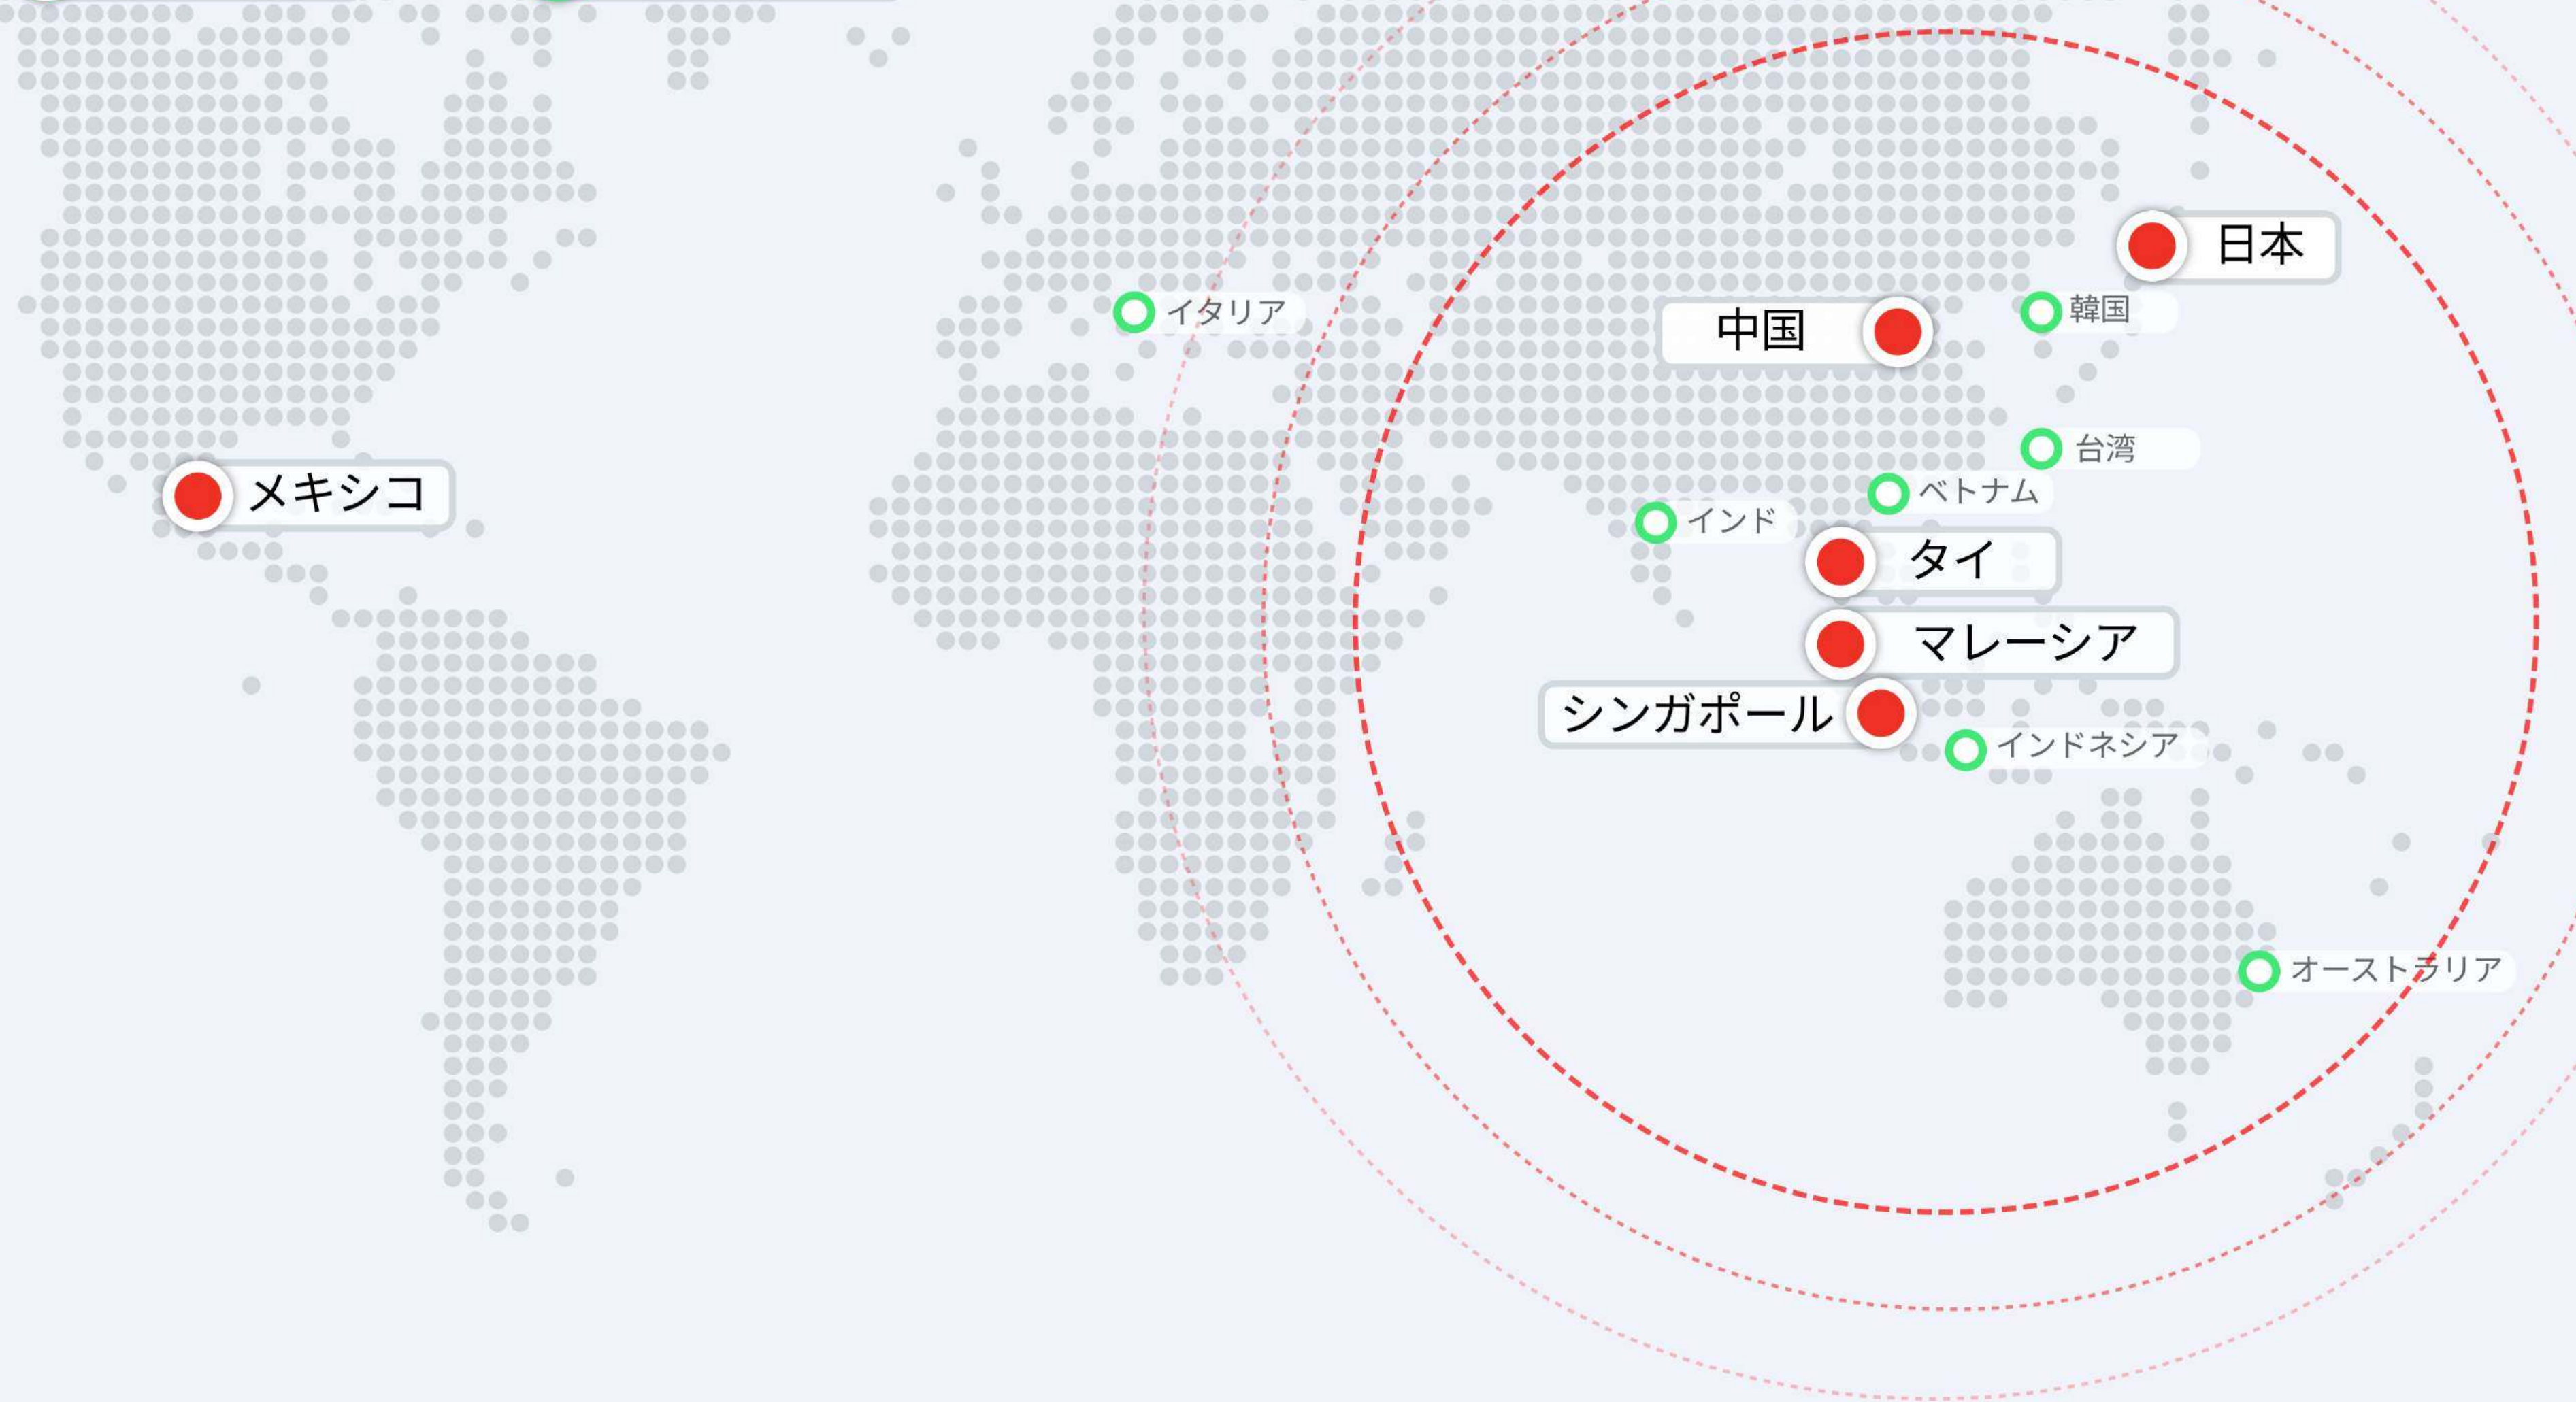 日本
イタリア
韓国
中国
台湾
メキシコ
ベトナム
インド
タイ
マレーシア
シンガポール
インドネシア
オーストラリア